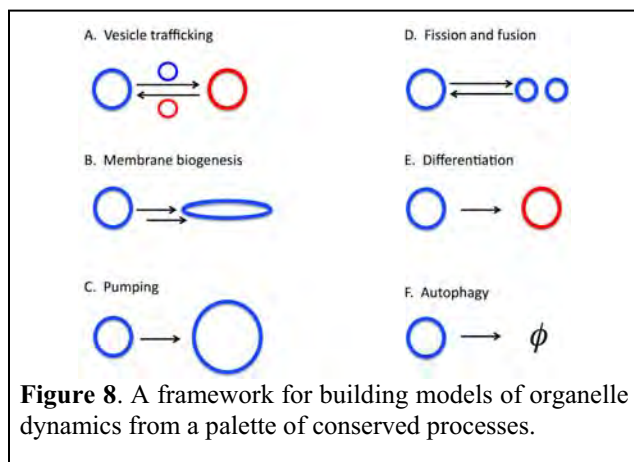 A. Vesicle trafficking
B. Membrane biogenesis
C. Pumping
D. Fission and fusion
E. Differentiation
F. Autophagy
ϕ
Figure 8. A framework for building models of organelle
dynamics from a palette of conserved processes.